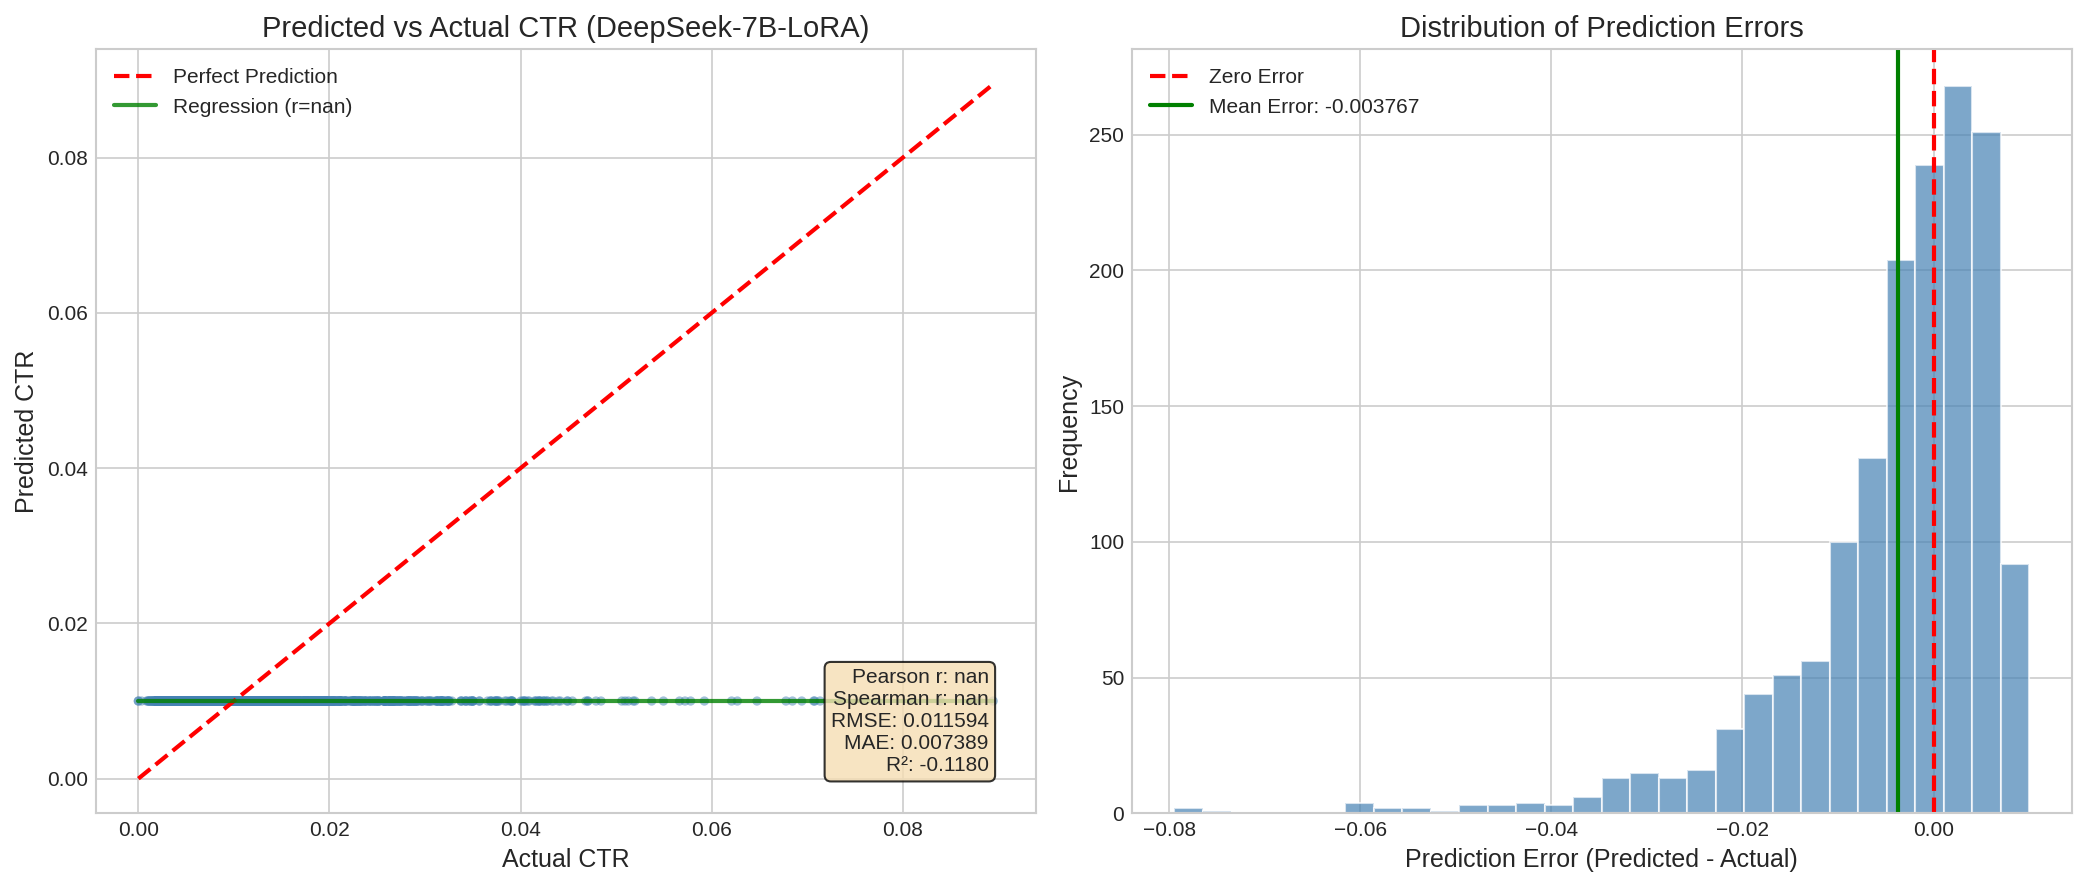 Predicted vs Actual CTR (DeepSeek-7B-LoRA)
Perfect Prediction
Regression (r=nan)
Predicted CTR
0.08
0.06
0.04
0.02
0.00
Pearson r: nan
Spearman r: nan
RMSE: 0.011594
MAE: 0.007389
R²: -0.1180
0.00 0.02 0.04 0.06 0.08
Actual CTR
Distribution of Prediction Errors
Zero Error
Mean Error: -0.003767
Frequency
250
200
150
100
50
0
−0.08 −0.06 −0.04 −0.02 0.00
Prediction Error (Predicted - Actual)